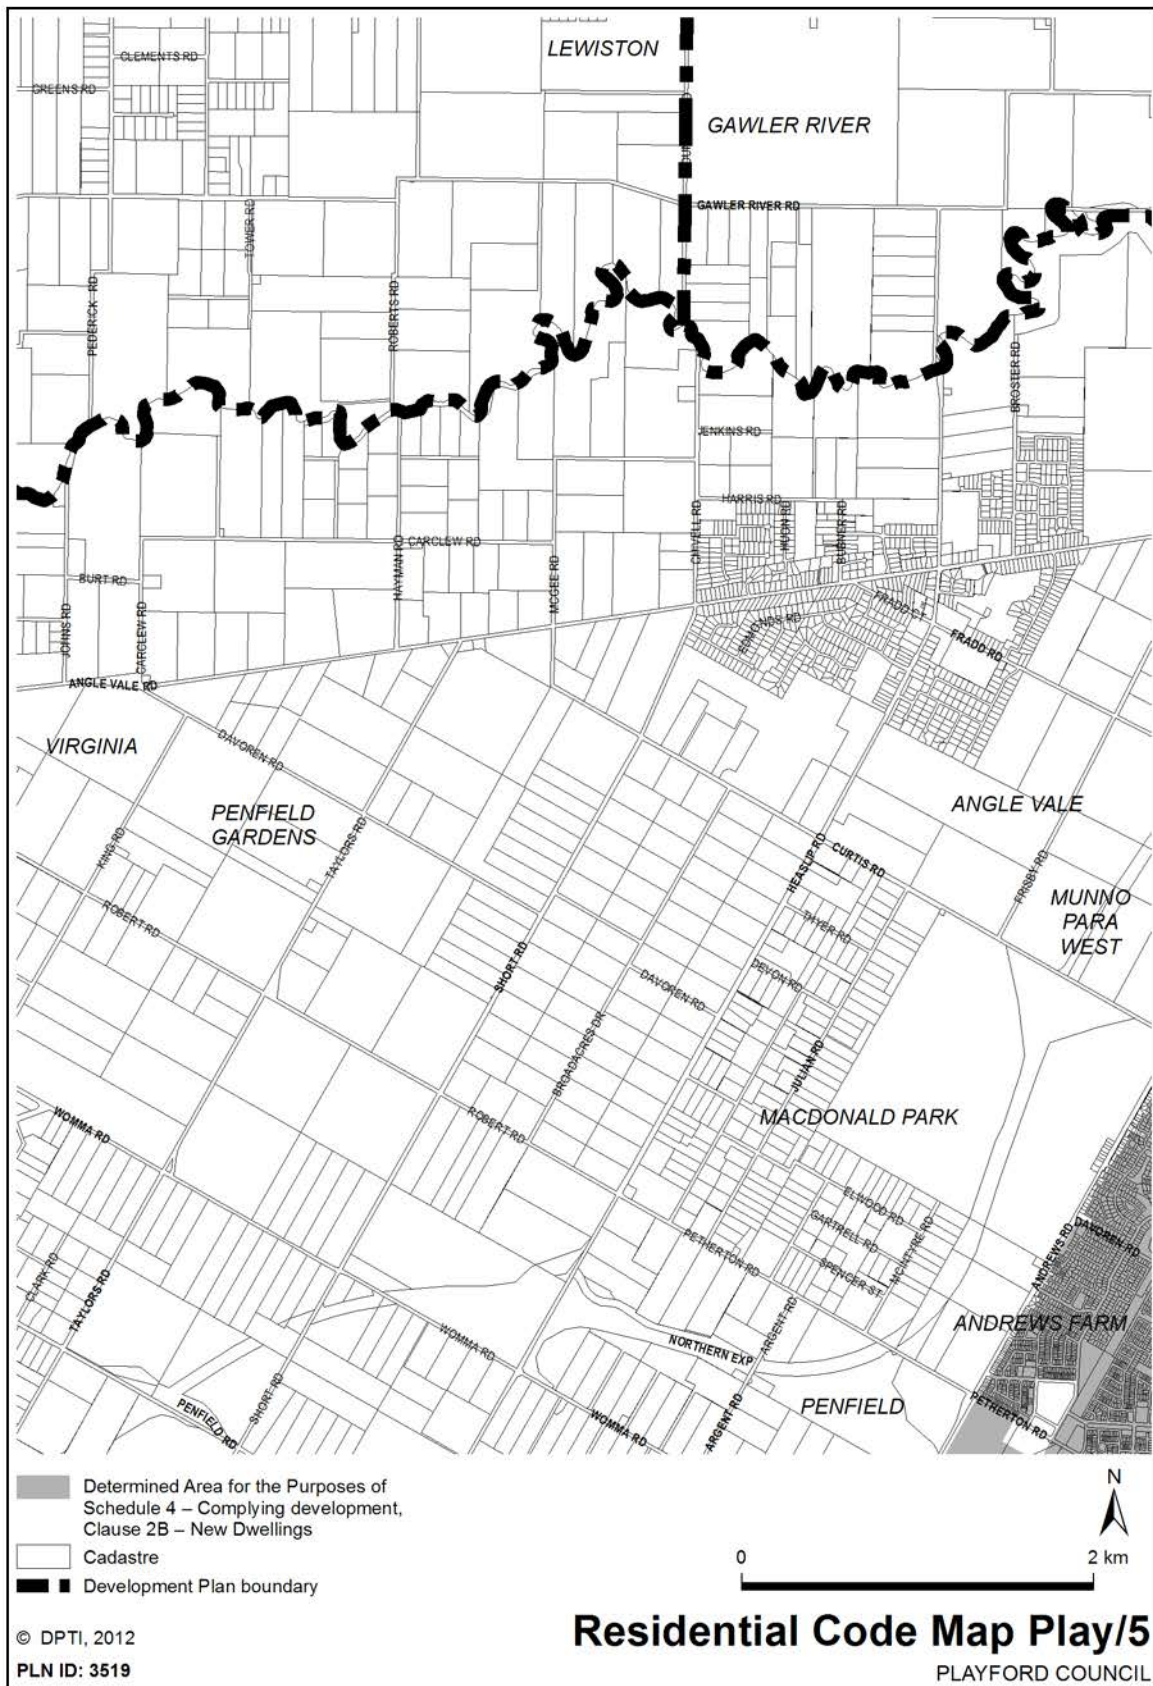 LEWISTON
CLEMENTS RD
GREENS RD
GAWLER RIVER
GAWLER RIVER RD
TOWER RD
PEDERICK RD
ROBERTS RD
BROSTER RD
JENKINS RD
HARRIS RD
CHIVELL RD
HUON RD
BUBNER RD
CARCLEW RD
HAYMAN RD
MCGEE RD
BURT RD
JOHNS RD
CARCLEW RD
EDMONDS RD
FRADD CT
FRADD RD
ANGLE VALE RD
VIRGINIA
DAVOREN RD
PENFIELD
GARDENS
ANGLE VALE
KING RD
TAYLORS RD
HEASLIP RD
CURTIS RD
FRISBY RD
MUNNO
PARA
WEST
ROBERT RD
THYER RD
SHORT RD
DAVOREN RD
DEVON RD
BROADACRES DR
JULIAN RD
WOMMA RD
ROBERT RD
MACDONALD PARK
ELWOOD RD
GARTRELL RD
MCINTYRE RD
SPENCER ST
PETHERTON RD
ANDREWS RD
DAVOREN RD
CLARK RD
TAYLORS RD
ANDREWS FARM
WOMMA RD
NORTHERN EXP
ARGENT RD
PENFIELD
SHORT RD
PENFIELD RD
WOMMA RD
ARGENT RD
PETHERTON RD
Determined Area for the Purposes of
Schedule 4 – Complying development,
Clause 2B – New Dwellings
Cadastre
Development Plan boundary
N
0 2 km
© DPTI, 2012
PLN ID: 3519
Residential Code Map Play/5
PLAYFORD COUNCIL